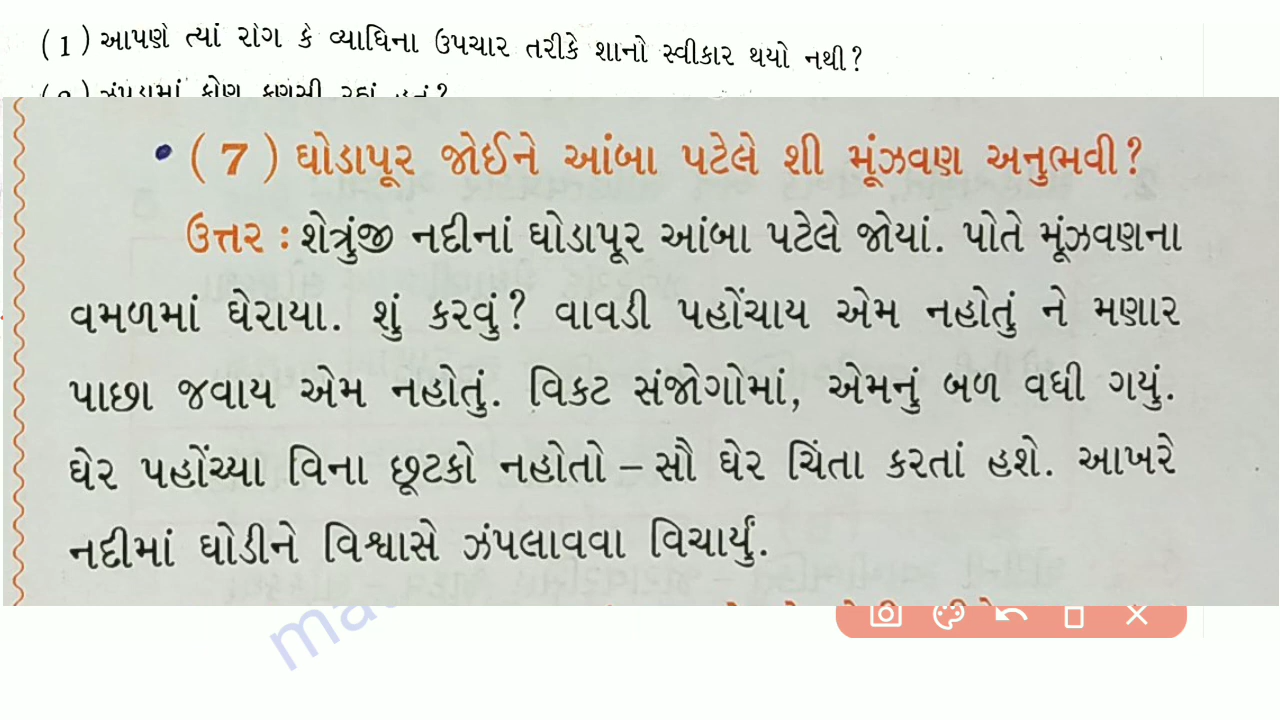 (1) આપણે ત્યાં રોગ કે વ્યાધિના ઉપચાર તરીકે શાનો સ્વીકાર થયો નથી?
• (7) ઘોડાપૂર જોઈને આંબા પટેલે શી મૂંઝવણ અનુભવી?
ઉત્તર : શેત્રુંજી નદીનાં ઘોડાપૂર આંબા પટેલે જોયાં. પોતે મૂંઝવણના
વમળમાં ઘેરાયા. શું કરવું? વાવડી પહોંચાય એમ નહોતું ને મણાર
પાછા જવાય એમ નહોતું. વિકટ સંજોગોમાં, એમનું બળ વધી ગયું.
ઘેર પહોંચ્યા વિના છૂટકો નહોતો – સૌ ઘેર ચિંતા કરતાં હશે. આખરે
નદીમાં ઘોડીને વિશ્વાસે ઝંપલાવવા વિચાર્યું.